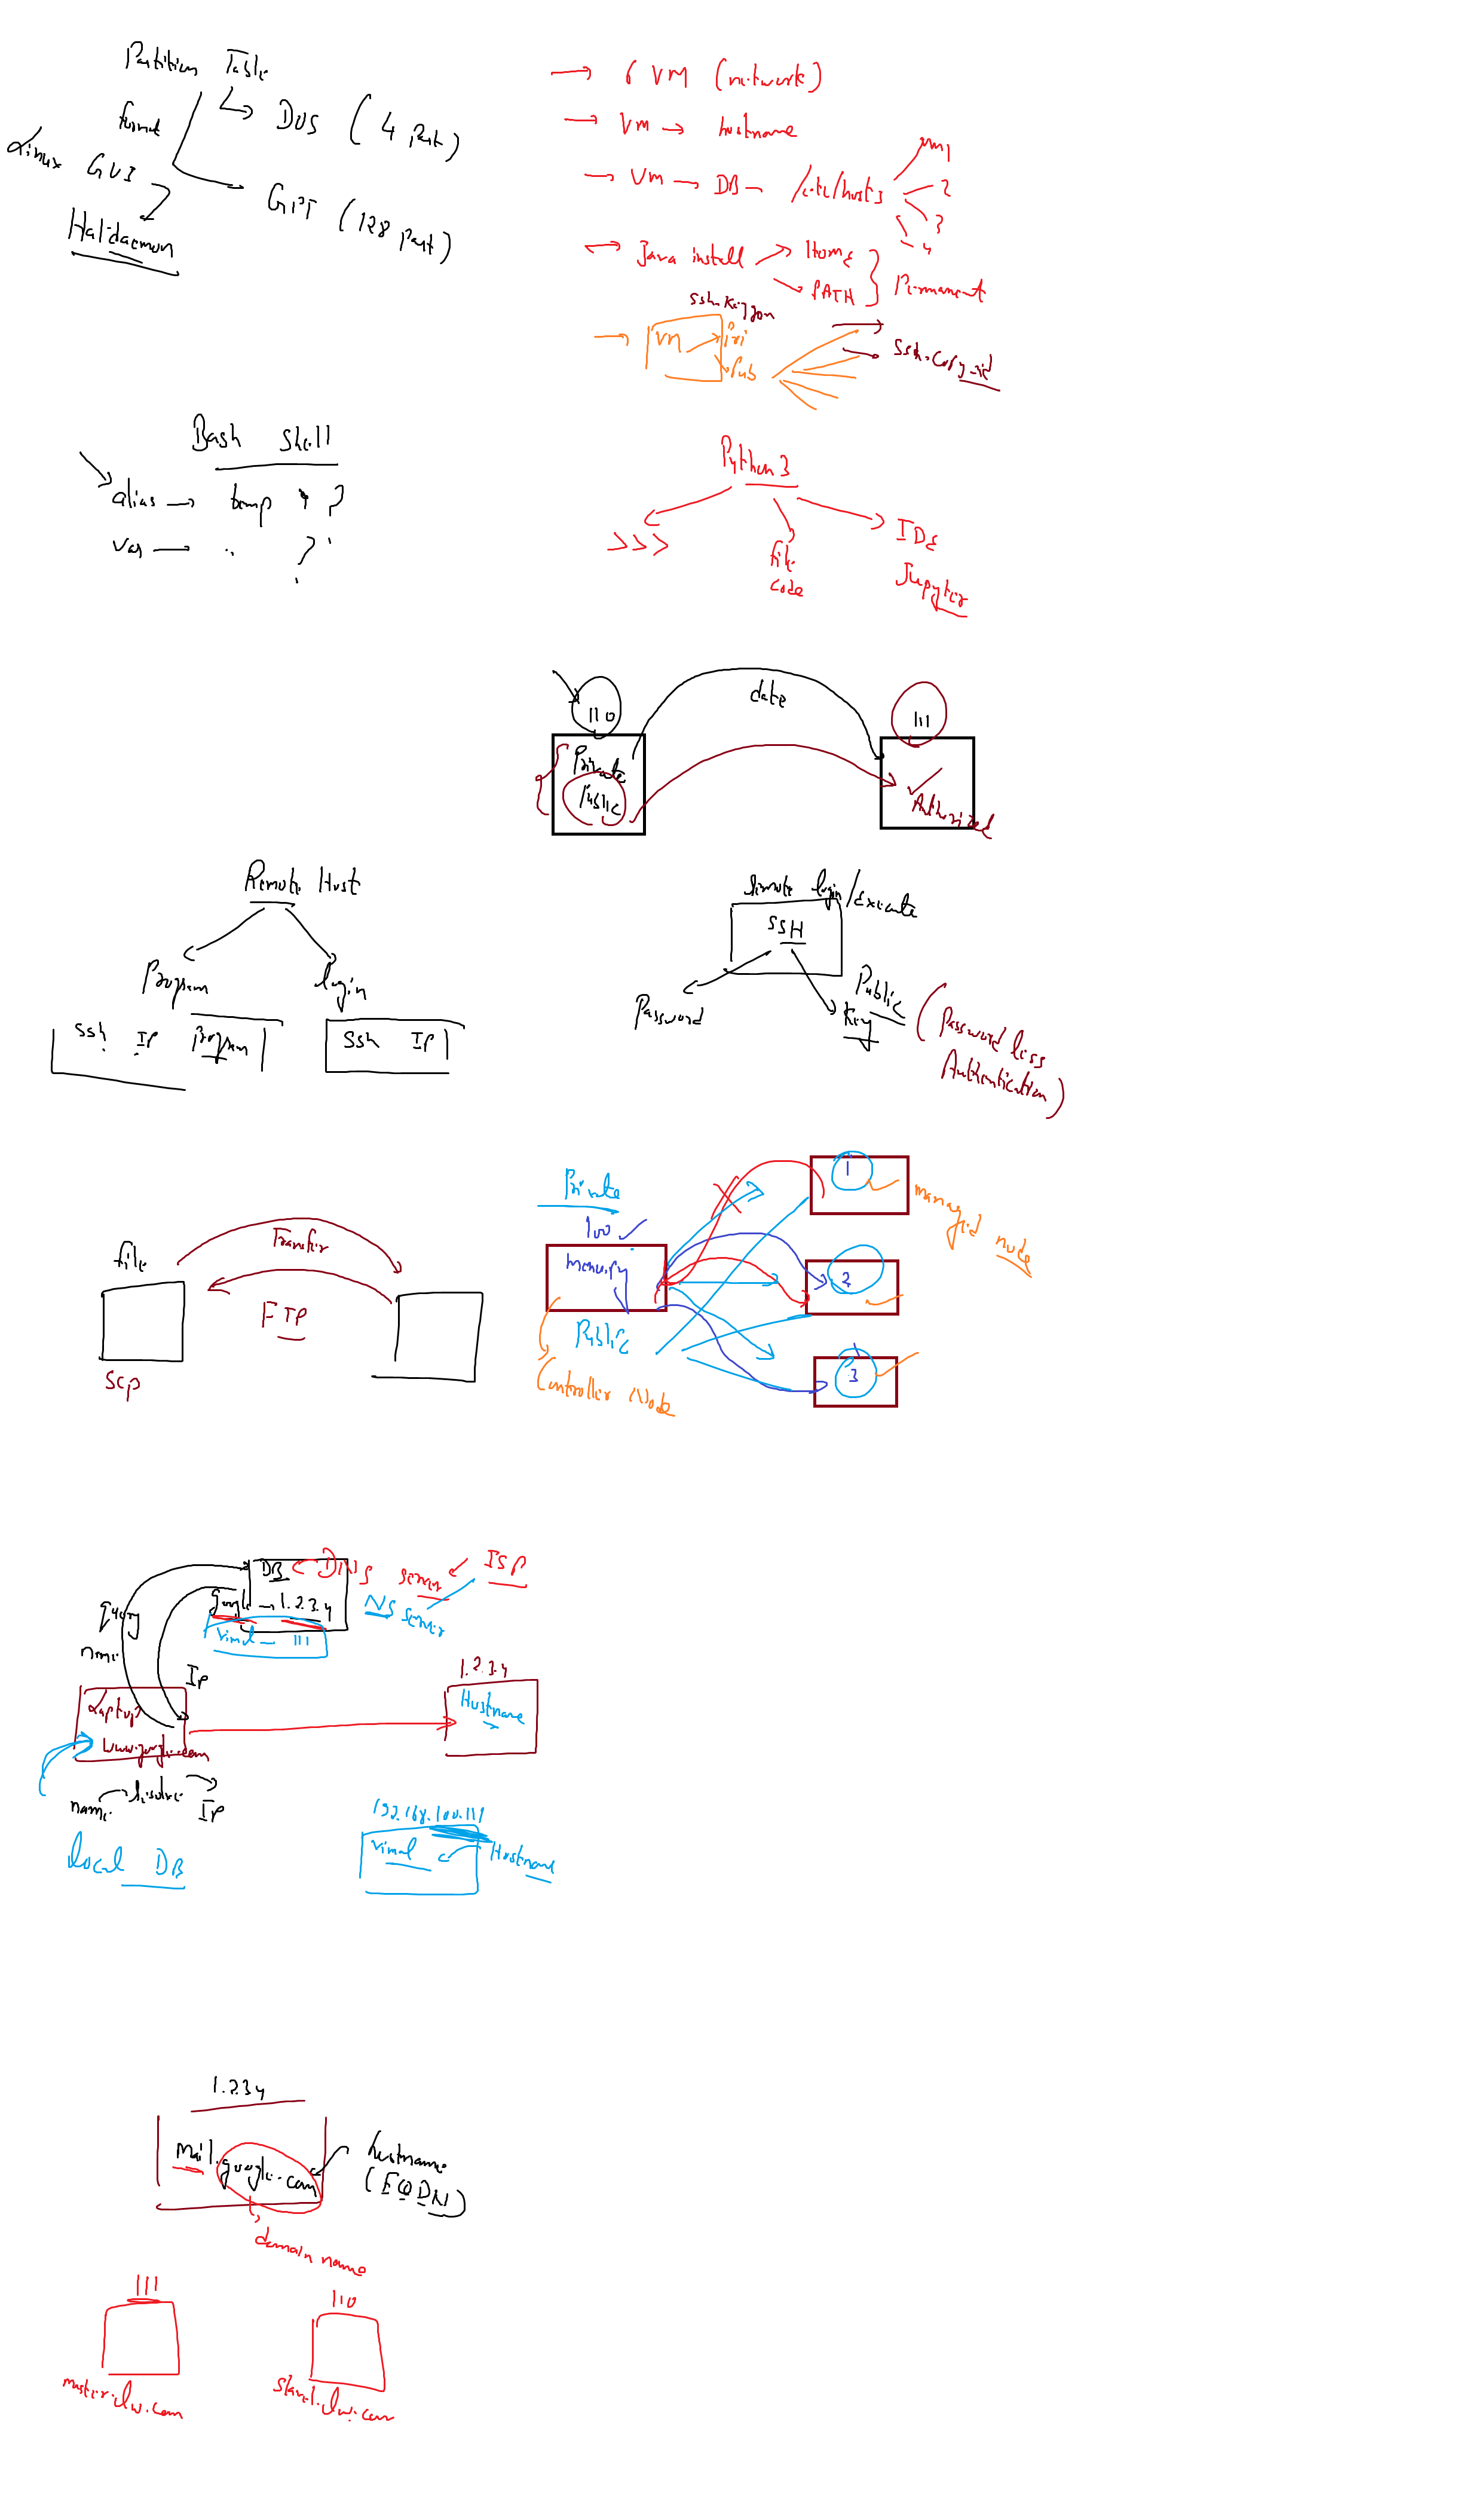 Partition Table
format
DOS (4 part)
Linux GUI
GPT (128 part)
Haldaemon
→ 6 VM (network)
→ VM → hostname
→ VM → DB - /etc/hosts
vm1
2
3
4
→ Java install
Home
PATH
Permanent
ssh-keygen
→ VM
Pri
Pub
ssh-copy-id
Bash Shell
alias → temp ?
var → " ?
Python3
>>>
file
code
IDE
Jupyter
110
date
111
Private
Public
Authorized
Remote Host
Program
login
ssh IP program
ssh IP
Remote login/execute
SSH
Password
Public
Key
(Password less
Authentication)
file
Transfer
FTP
scp
Private
100
Public
Controller Node
1
2
3
managed node
DB
DNS server
ISP
google → 1.2.3.4
NS server
vimal - 111
query
name
IP
Laptop
www.google.com
1.2.3.4
Hostname
name Resolve IP
local DB
192.168.100.111
vimal
Hostname
1.2.3.4
mail.google.com
hostname
(FQDN)
domain name
111
110
master.lw.com
slave1.lw.com